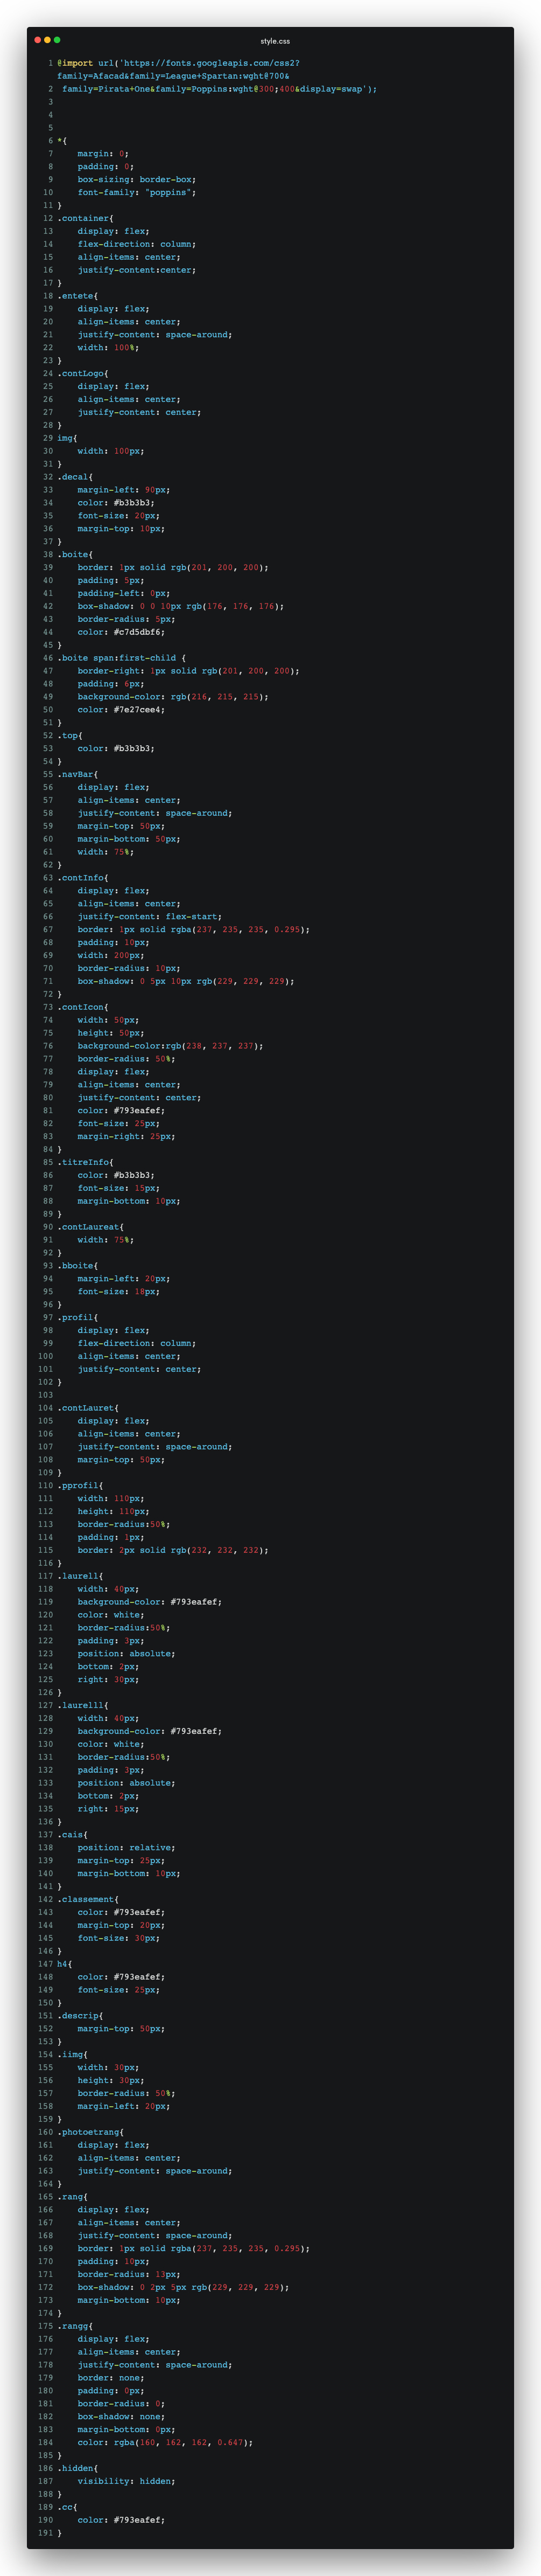 style.css
1 @import url('https://fonts.googleapis.com/css2?
family=Afacad&family=League+Spartan:wght@700&
2  family=Pirata+One&family=Poppins:wght@300;400&display=swap');
3
4
5
6 *{
7     margin: 0;
8     padding: 0;
9     box-sizing: border-box;
10     font-family: "poppins";
11 }
12 .container{
13     display: flex;
14     flex-direction: column;
15     align-items: center;
16     justify-content:center;
17 }
18 .entete{
19     display: flex;
20     align-items: center;
21     justify-content: space-around;
22     width: 100%;
23 }
24 .contLogo{
25     display: flex;
26     align-items: center;
27     justify-content: center;
28 }
29 img{
30     width: 100px;
31 }
32 .decal{
33     margin-left: 90px;
34     color: #b3b3b3;
35     font-size: 20px;
36     margin-top: 10px;
37 }
38 .boite{
39     border: 1px solid rgb(201, 200, 200);
40     padding: 5px;
41     padding-left: 0px;
42     box-shadow: 0 0 10px rgb(176, 176, 176);
43     border-radius: 5px;
44     color: #c7d5dbf6;
45 }
46 .boite span:first-child {
47     border-right: 1px solid rgb(201, 200, 200);
48     padding: 6px;
49     background-color: rgb(216, 215, 215);
50     color: #7e27cee4;
51 }
52 .top{
53     color: #b3b3b3;
54 }
55 .navBar{
56     display: flex;
57     align-items: center;
58     justify-content: space-around;
59     margin-top: 50px;
60     margin-bottom: 50px;
61     width: 75%;
62 }
63 .contInfo{
64     display: flex;
65     align-items: center;
66     justify-content: flex-start;
67     border: 1px solid rgba(237, 235, 235, 0.295);
68     padding: 10px;
69     width: 200px;
70     border-radius: 10px;
71     box-shadow: 0 5px 10px rgb(229, 229, 229);
72 }
73 .contIcon{
74     width: 50px;
75     height: 50px;
76     background-color:rgb(238, 237, 237);
77     border-radius: 50%;
78     display: flex;
79     align-items: center;
80     justify-content: center;
81     color: #793eafef;
82     font-size: 25px;
83     margin-right: 25px;
84 }
85 .titreInfo{
86     color: #b3b3b3;
87     font-size: 15px;
88     margin-bottom: 10px;
89 }
90 .contLaureat{
91     width: 75%;
92 }
93 .bboite{
94     margin-left: 20px;
95     font-size: 18px;
96 }
97 .profil{
98     display: flex;
99     flex-direction: column;
100     align-items: center;
101     justify-content: center;
102 }
103
104 .contLauret{
105     display: flex;
106     align-items: center;
107     justify-content: space-around;
108     margin-top: 50px;
109 }
110 .pprofil{
111     width: 110px;
112     height: 110px;
113     border-radius:50%;
114     padding: 1px;
115     border: 2px solid rgb(232, 232, 232);
116 }
117 .laurell{
118     width: 40px;
119     background-color: #793eafef;
120     color: white;
121     border-radius:50%;
122     padding: 3px;
123     position: absolute;
124     bottom: 2px;
125     right: 30px;
126 }
127 .laurelll{
128     width: 40px;
129     background-color: #793eafef;
130     color: white;
131     border-radius:50%;
132     padding: 3px;
133     position: absolute;
134     bottom: 2px;
135     right: 15px;
136 }
137 .cais{
138     position: relative;
139     margin-top: 25px;
140     margin-bottom: 10px;
141 }
142 .classement{
143     color: #793eafef;
144     margin-top: 20px;
145     font-size: 30px;
146 }
147 h4{
148     color: #793eafef;
149     font-size: 25px;
150 }
151 .descrip{
152     margin-top: 50px;
153 }
154 .iimg{
155     width: 30px;
156     height: 30px;
157     border-radius: 50%;
158     margin-left: 20px;
159 }
160 .photoetrang{
161     display: flex;
162     align-items: center;
163     justify-content: space-around;
164 }
165 .rang{
166     display: flex;
167     align-items: center;
168     justify-content: space-around;
169     border: 1px solid rgba(237, 235, 235, 0.295);
170     padding: 10px;
171     border-radius: 13px;
172     box-shadow: 0 2px 5px rgb(229, 229, 229);
173     margin-bottom: 10px;
174 }
175 .rangg{
176     display: flex;
177     align-items: center;
178     justify-content: space-around;
179     border: none;
180     padding: 0px;
181     border-radius: 0;
182     box-shadow: none;
183     margin-bottom: 0px;
184     color: rgba(160, 162, 162, 0.647);
185 }
186 .hidden{
187     visibility: hidden;
188 }
189 .cc{
190     color: #793eafef;
191 }